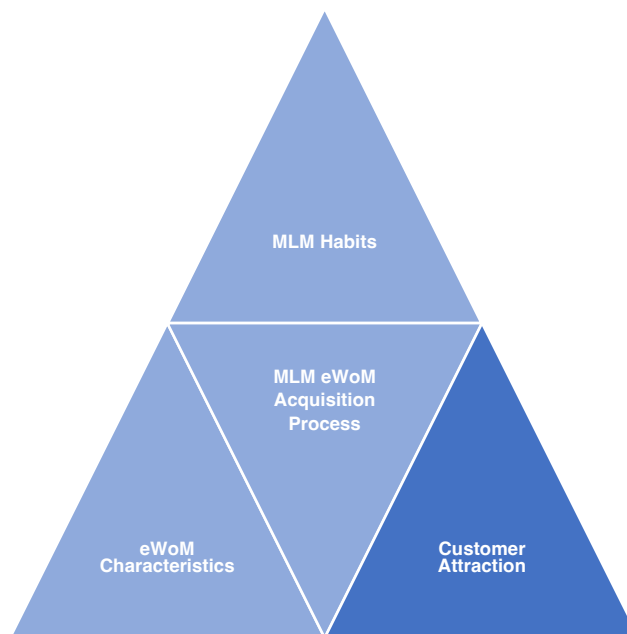 MLM Habits
MLM eWoM
Acquisition
Process
eWoM
Characteristics
Customer
Attraction